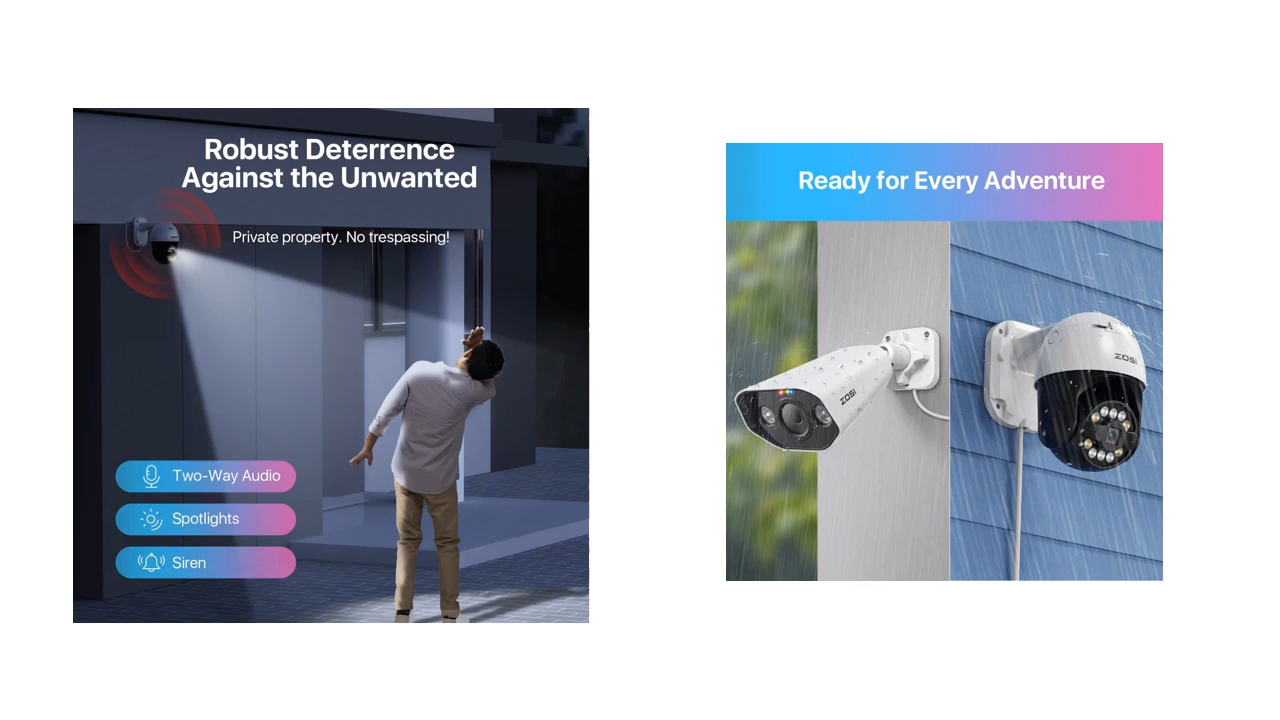 Robust Deterrence
Against the Unwanted
Private property. No trespassing!
Two-Way Audio
Spotlights
Siren
Ready for Every Adventure
ZOSI
ZOSI